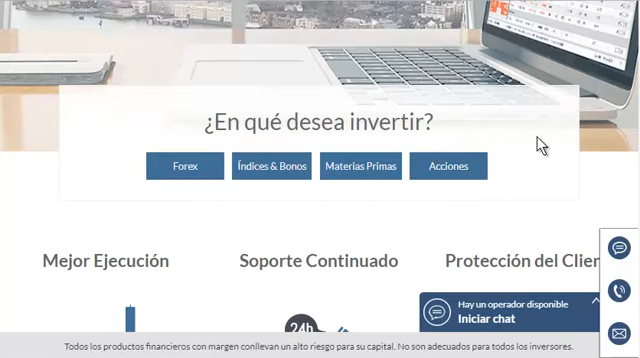 ¿En qué desea invertir?
Forex
Índices & Bonos
Materias Primas
Acciones
Mejor Ejecución
Soporte Continuado
Protección del Clien
Hay un operador disponible
Iniciar chat
24h
Todos los productos financieros con margen conllevan un alto riesgo para su capital. No son adecuados para todos los inversores.